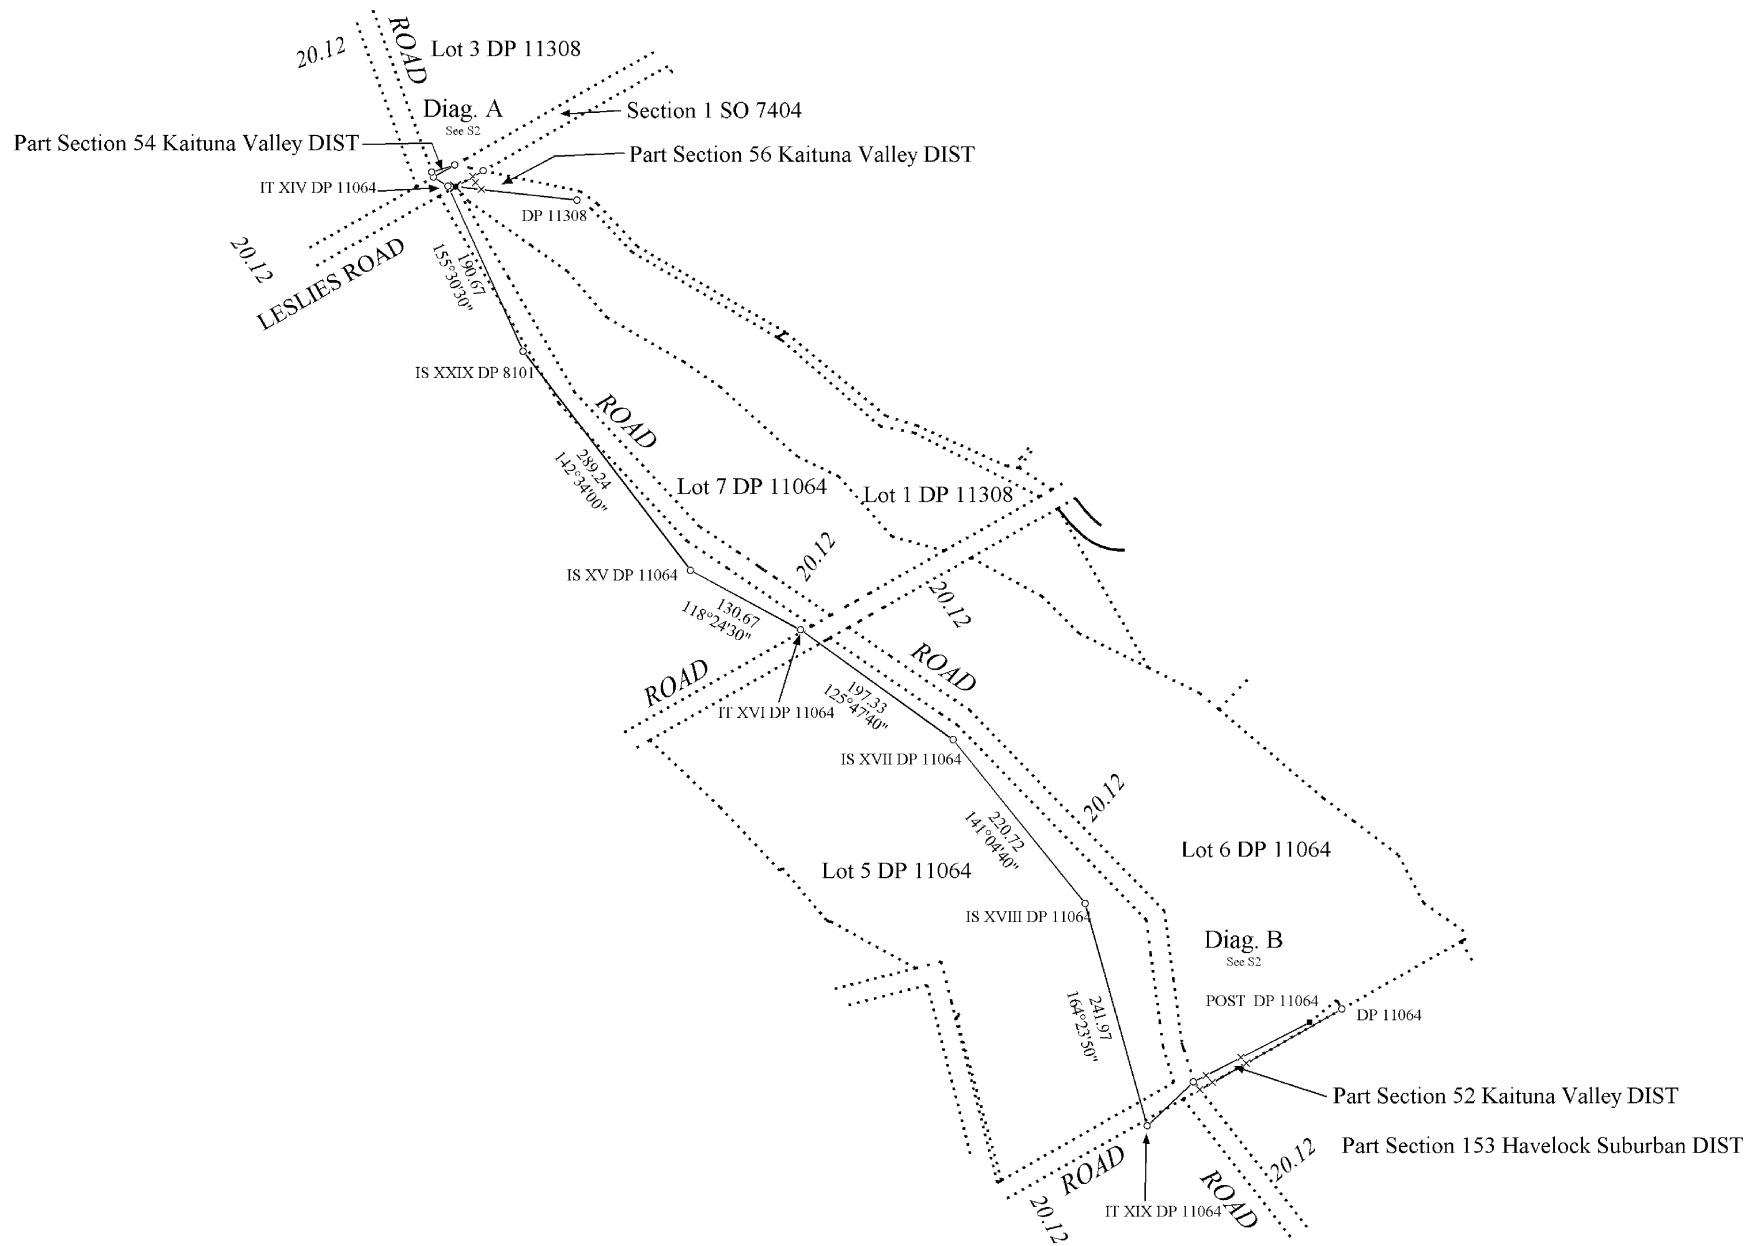 ROAD
20.12
Lot 3 DP 11308
Diag. A
See S2
Section 1 SO 7404
Part Section 54 Kaituna Valley DIST
Part Section 56 Kaituna Valley DIST
IT XIV DP 11064
DP 11308
20.12
LESLIES ROAD
190.67
155°30'30"
IS XXIX DP 8101
ROAD
289.24
142°34'00"
Lot 7 DP 11064
Lot 1 DP 11308
20.12
IS XV DP 11064
130.67
118°24'30"
20.12
ROAD
ROAD
197.33
125°47'40"
IT XVI DP 11064
IS XVII DP 11064
20.12
220.72
141°04'40"
Lot 6 DP 11064
Lot 5 DP 11064
IS XVIII DP 11064
Diag. B
See S2
241.97
164°23'50"
POST DP 11064
DP 11064
Part Section 52 Kaituna Valley DIST
Part Section 153 Havelock Suburban DIST
20.12
ROAD
ROAD
IT XIX DP 11064
20.12